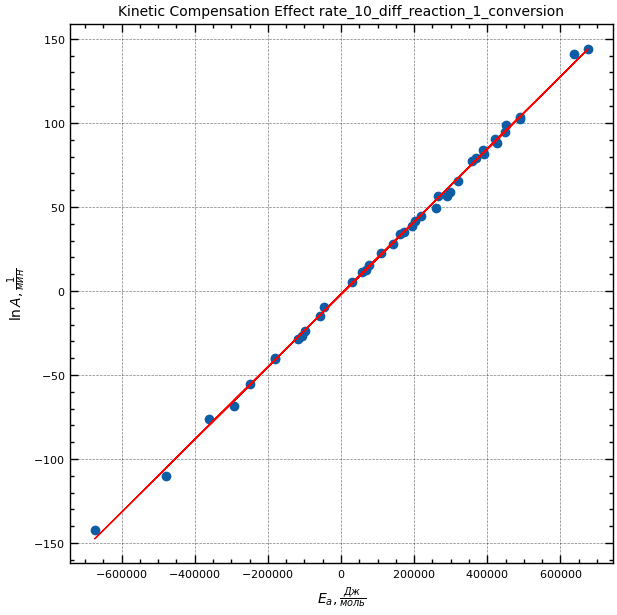 Kinetic Compensation Effect rate_10_diff_reaction_1_conversion
150
100
50
0
−50
−100
−150
ln A, 1/мин
−600000 −400000 −200000 0 200000 400000 600000
E_a, Дж/моль